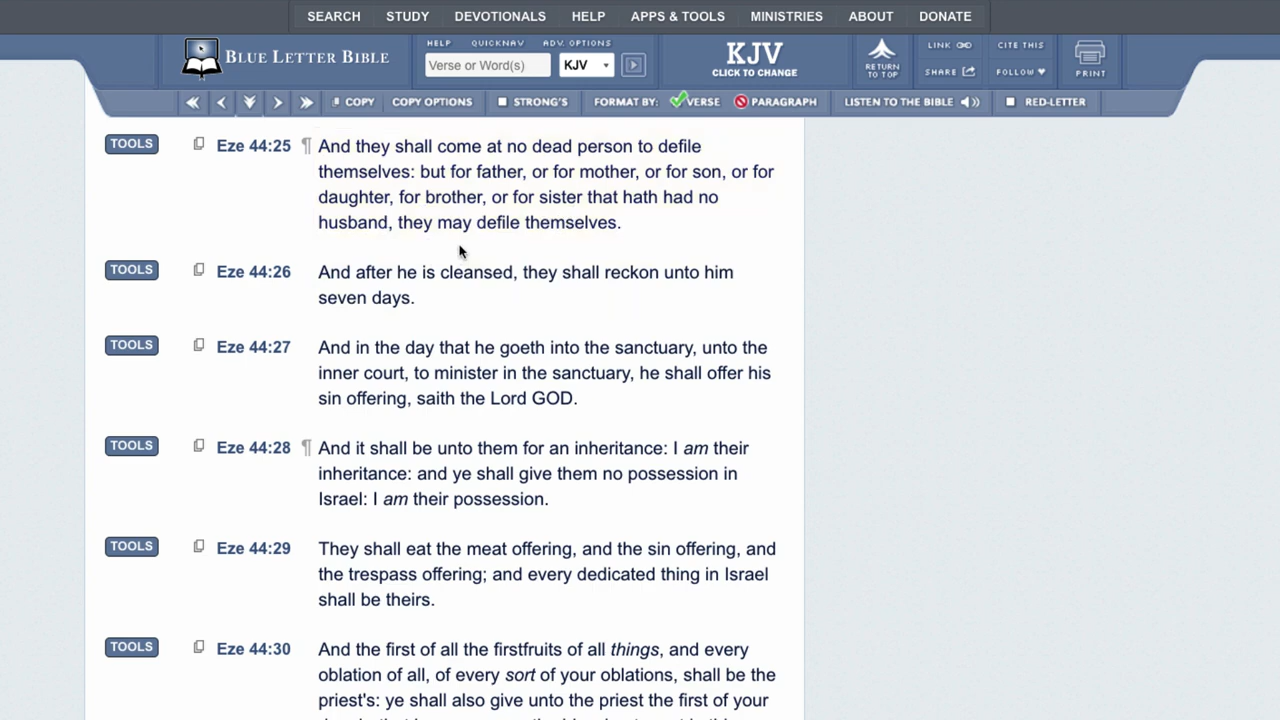 SEARCH STUDY DEVOTIONALS HELP APPS & TOOLS MINISTRIES ABOUT DONATE
BLUE LETTER BIBLE
HELP QUICKNAV ADV. OPTIONS
Verse or Word(s) KJV
KJV
CLICK TO CHANGE
RETURN
TO TOP
LINK CITE THIS
SHARE FOLLOW
PRINT
COPY COPY OPTIONS STRONG'S FORMAT BY: VERSE PARAGRAPH LISTEN TO THE BIBLE RED-LETTER
TOOLS Eze 44:25 ¶ And they shall come at no dead person to defile
themselves: but for father, or for mother, or for son, or for
daughter, for brother, or for sister that hath had no
husband, they may defile themselves.
TOOLS Eze 44:26 And after he is cleansed, they shall reckon unto him
seven days.
TOOLS Eze 44:27 And in the day that he goeth into the sanctuary, unto the
inner court, to minister in the sanctuary, he shall offer his
sin offering, saith the Lord GOD.
TOOLS Eze 44:28 ¶ And it shall be unto them for an inheritance: I am their
inheritance: and ye shall give them no possession in
Israel: I am their possession.
TOOLS Eze 44:29 They shall eat the meat offering, and the sin offering, and
the trespass offering; and every dedicated thing in Israel
shall be theirs.
TOOLS Eze 44:30 And the first of all the firstfruits of all things, and every
oblation of all, of every sort of your oblations, shall be the
priest's: ye shall also give unto the priest the first of your